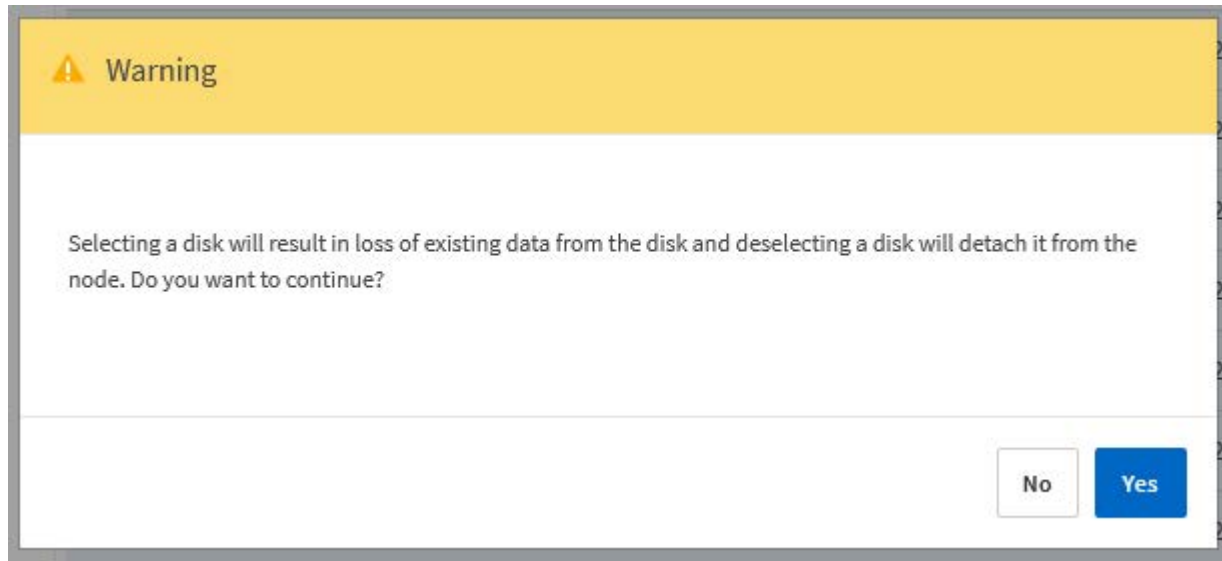 Warning
Selecting a disk will result in loss of existing data from the disk and deselecting a disk will detach it from the
node. Do you want to continue?
No
Yes